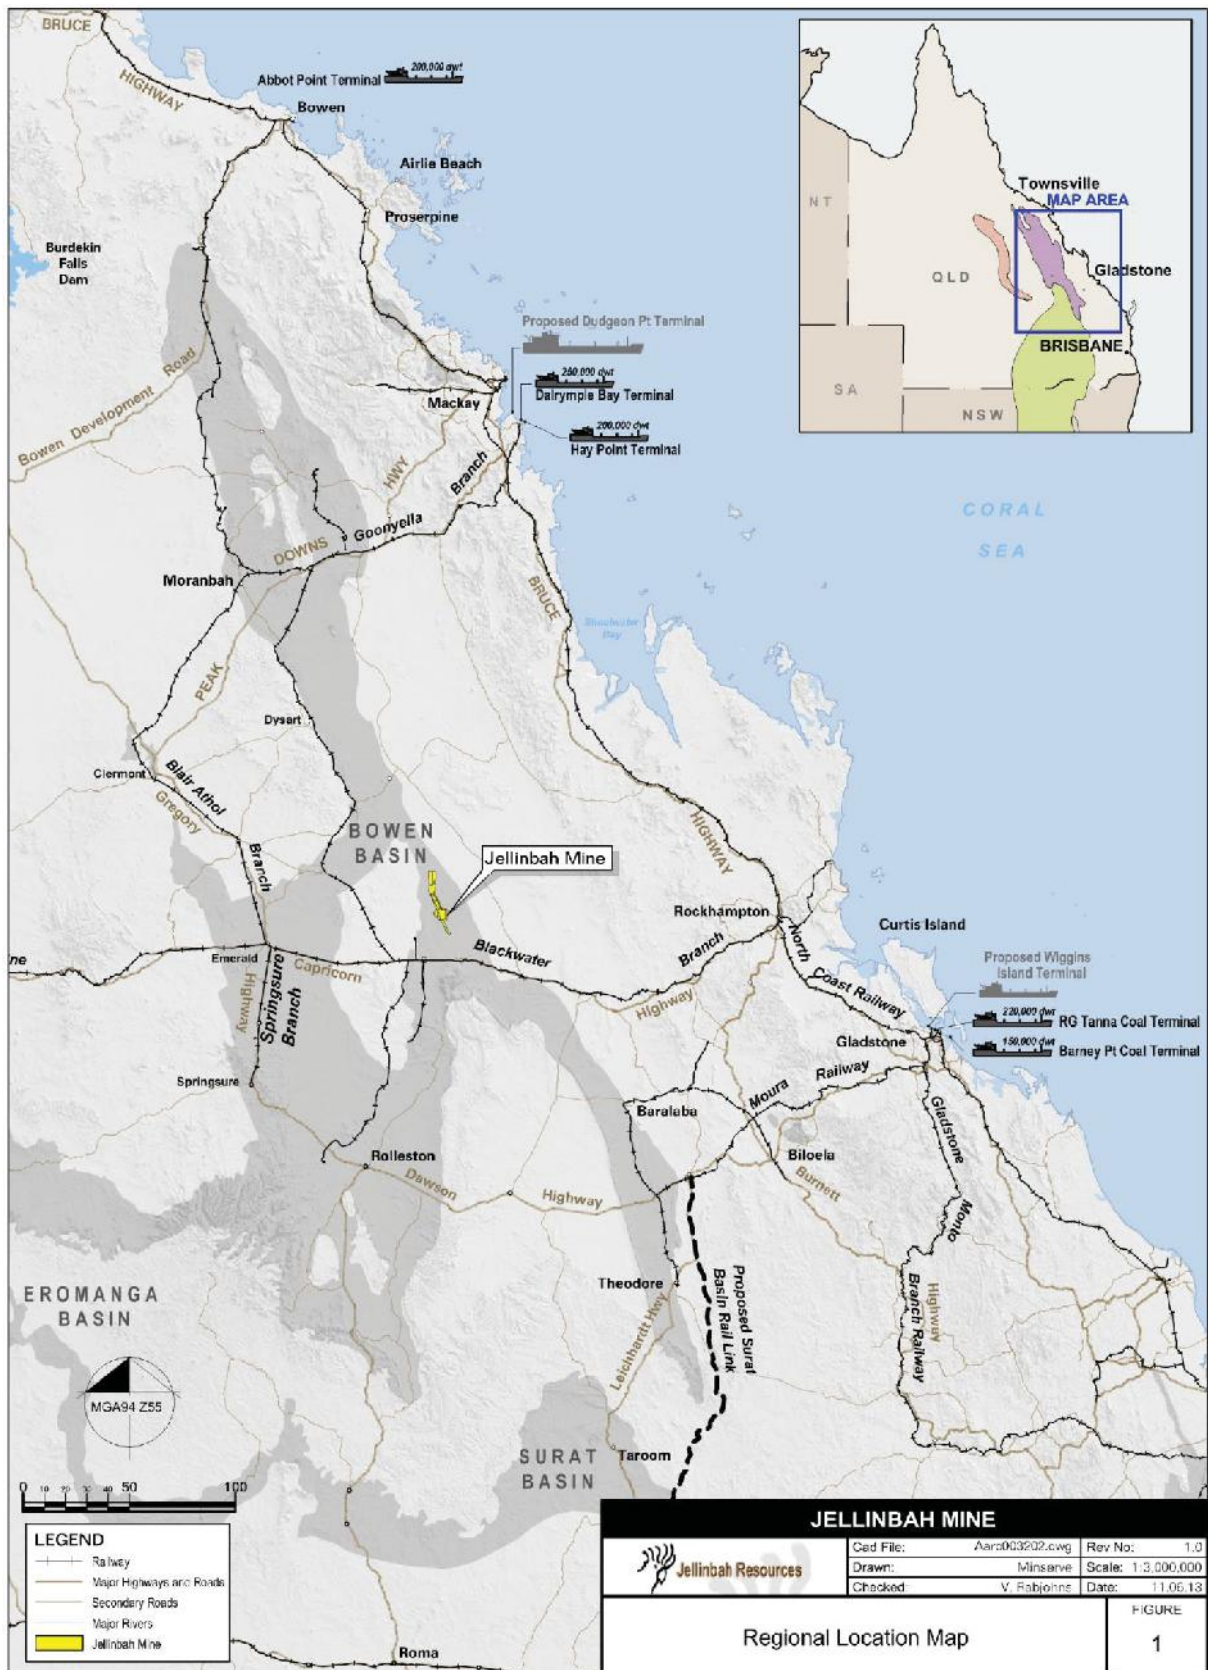 BRUCE
HIGHWAY
Abbot Point Terminal
200,000 dwt
Bowen
Airlie Beach
Proserpine
Burdekin
Falls
Dam
Bowen Development Road
Proposed Dudgeon Pt Terminal
Dalrymple Bay Terminal
Mackay
200,000 dwt
Hay Point Terminal
HWY
Branch
Goonyella
DOWNS
Moranbah
PEAK
BRUCE
CORAL
SEA
Dysart
Clermont
Blair Athol
Gregory
Branch
BOWEN
BASIN
Jellinbah Mine
HIGHWAY
Rockhampton
Blackwater
Branch
Emerald
Capricorn
Highway
Highway
Springsure
Branch
North
Coast Railway
Curtis Island
Proposed Wiggins
Island Terminal
220,000 dwt
RG Tanna Coal Terminal
Gladstone
150,000 dwt
Barney Pt Coal Terminal
Springsure
Moura
Railway
Baralaba
Gladstone
Biloela
Rolleston
Dawson
Highway
Burnett
Monto
Theodore
Proposed Surat
Basin Rail Link
Leichhardt Hwy
Highway
Branch Railway
EROMANGA
BASIN
MGA94 Z55
SURAT
BASIN
Taroom
Roma
0 10 20 30 40 50 100
LEGEND
Railway
Major Highways and Roads
Secondary Roads
Major Rivers
Jellinbah Mine
Townsville
MAP AREA
NT
QLD
Gladstone
BRISBANE
SA
NSW
JELLINBAH MINE
Jellinbah Resources
Cad File: Aaro003202.dwg Rev No: 1.0
Drawn: Minserve Scale: 1:3,000,000
Checked: V. Rabjohns Date: 11.06.13
Regional Location Map
FIGURE
1